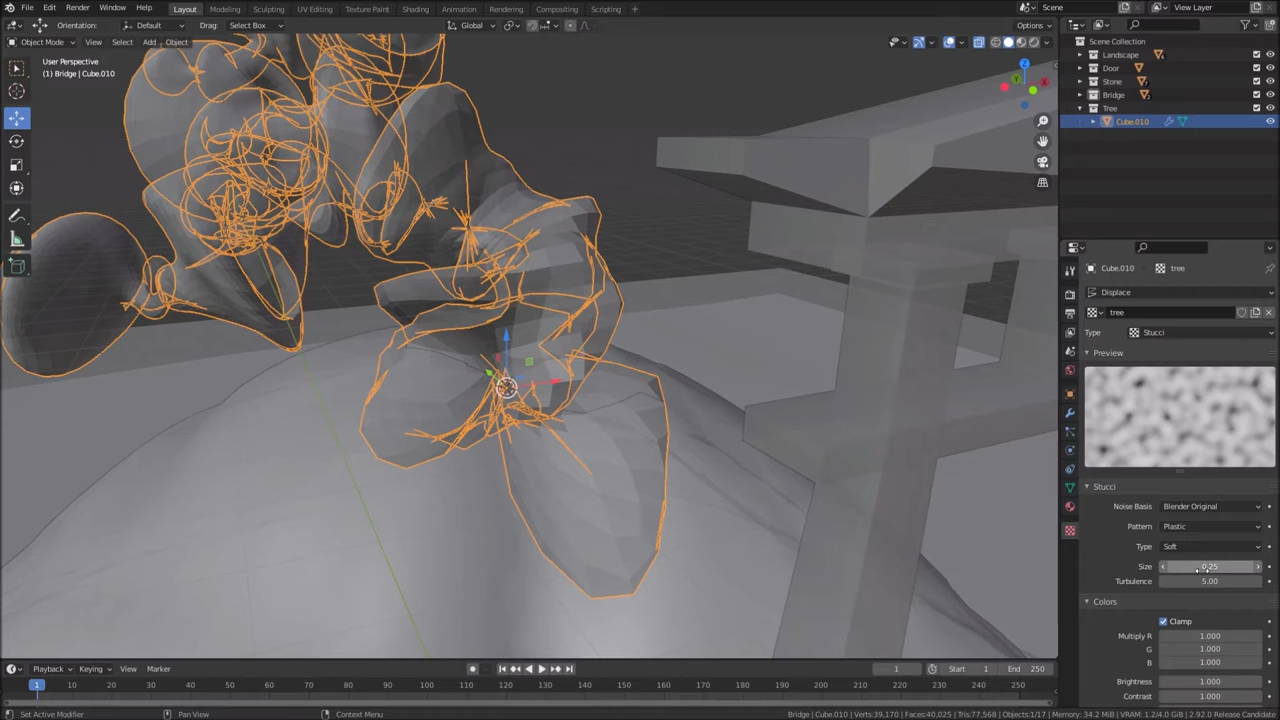 File Edit Render Window Help Layout Modeling Sculpting UV Editing Texture Paint Shading Animation Rendering Compositing Scripting + Scene View Layer
Orientation: Default Drag: Select Box Global Options
Object Mode View Select Add Object
User Perspective
(1) Bridge | Cube.010
Z
Y
X
Scene Collection
Landscape
Door
Stone
Bridge
Tree
Cube.010
Cube.010 tree
Displace
tree
Type Stucci
Preview
Stucci
Noise Basis Blender Original
Pattern Plastic
Type Soft
Size 0.25
Turbulence 5.00
Colors
Clamp
Multiply R 1.000
G 1.000
B 1.000
Brightness 1.000
Contrast 1.000
Playback Keying View Marker 1 Start 1 End 250
1 10 20 30 40 50 60 70 80 90 100 110 120 130 140 150 160 170 180 190 200 210 220 230 240 250
Set Active Modifier Pan View Context Menu Bridge | Cube.010 | Verts:39,170 | Faces:40,025 | Tris:77,568 | Objects:1/17 | Memory: 34.2 MiB | VRAM: 1.2/4.0 GiB | 2.92.0 Release Candidate